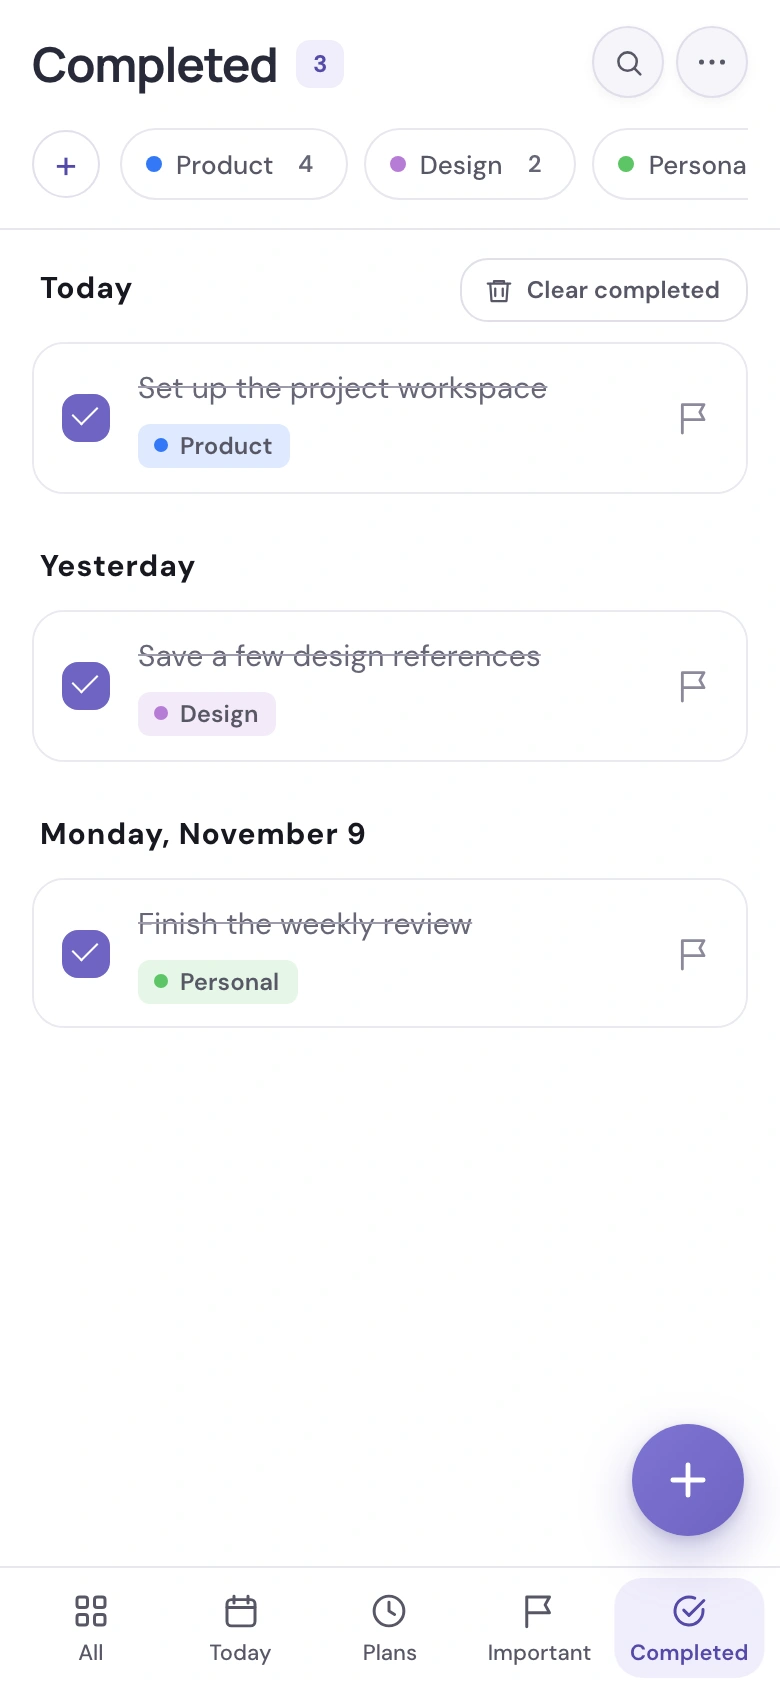 Completed 3
+ Product 4 Design 2 Persona
Today Clear completed
Set up the project workspace
Product
Yesterday
Save a few design references
Design
Monday, November 9
Finish the weekly review
Personal
All Today Plans Important Completed